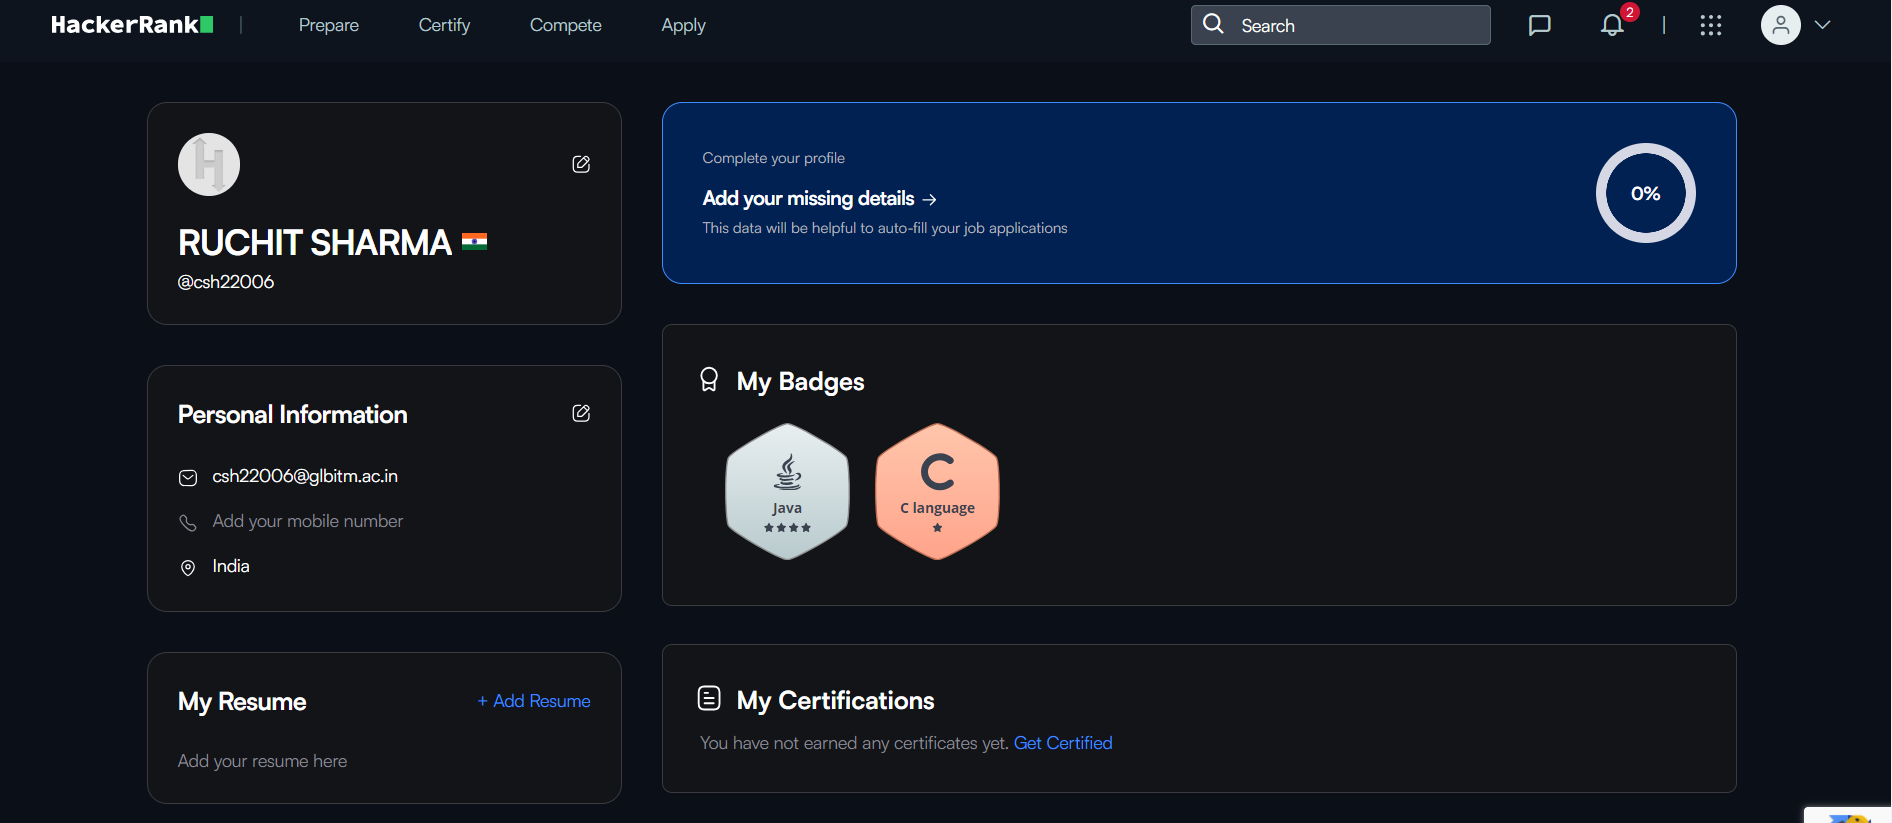 HackerRank
Prepare Certify Compete Apply
Search
2
RUCHIT SHARMA
@csh22006
Personal Information
csh22006@glbitm.ac.in
Add your mobile number
India
My Resume
+ Add Resume
Add your resume here
Complete your profile
Add your missing details →
This data will be helpful to auto-fill your job applications
0%
My Badges
Java
C
C language
My Certifications
You have not earned any certificates yet. Get Certified